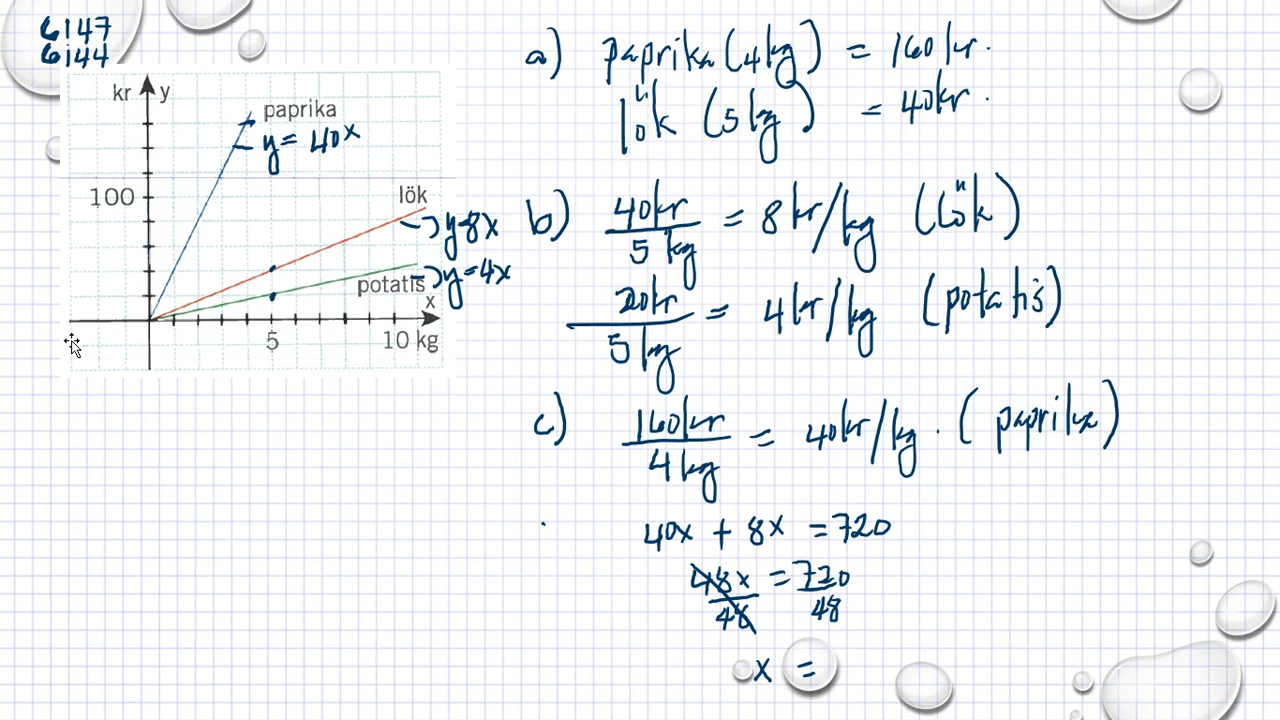 6147
6144
kr y
paprika
y = 40x
100
lök
y=8x
potatis
y=4x
x
5
10 kg
a) paprika (4kg) = 160 kr.
lök (5kg) = 40kr.
b) 40kr / 5 kg = 8 kr/kg (lök)
20kr / 5 kg = 4 kr/kg (potatis)
c) 160kr / 4 kg = 40kr/kg. (paprika)
40x + 8x = 720
48x / 48 = 720 / 48
x =